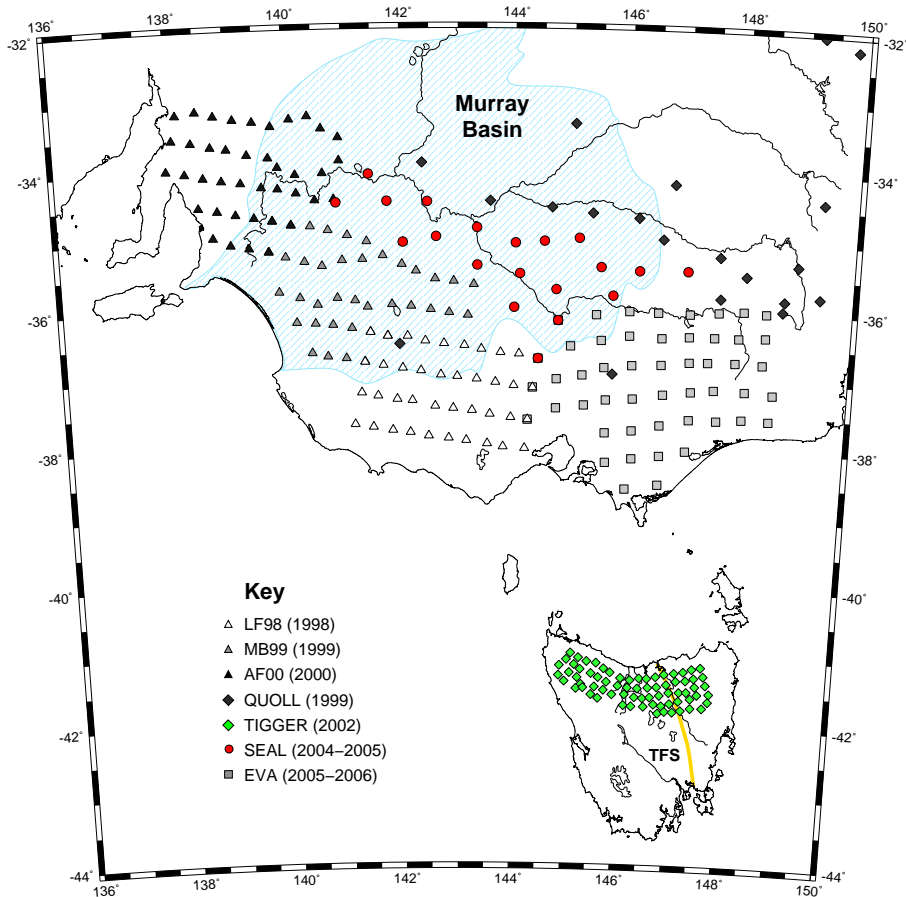 136˚ 138˚ 140˚ 142˚ 144˚ 146˚ 148˚ 150˚
-32˚ -32˚
Murray
Basin
-34˚ -34˚
-36˚ -36˚
-38˚ -38˚
-40˚ -40˚
Key
LF98 (1998)
MB99 (1999)
AF00 (2000)
QUOLL (1999)
TIGGER (2002)
SEAL (2004–2005)
EVA (2005–2006)
TFS
-42˚ -42˚
-44˚ -44˚
136˚ 138˚ 140˚ 142˚ 144˚ 146˚ 148˚ 150˚